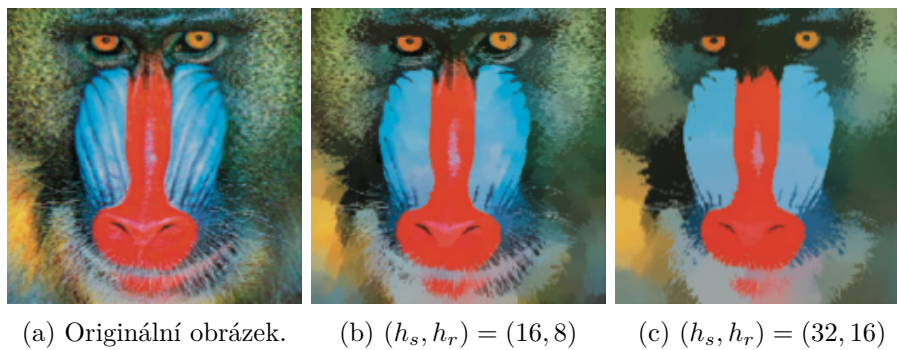 (a) Originální obrázek. (b) $(h_s, h_r) = (16, 8)$ (c) $(h_s, h_r) = (32, 16)$